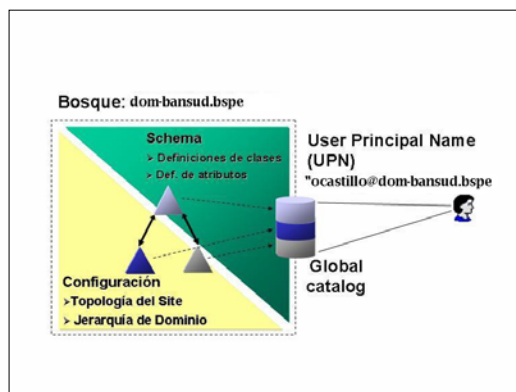 Bosque: dom-bansud.bspe
Schema
➢ Definiciones de clases
➢ Def. de atributos
User Principal Name
(UPN)
"ocastillo@dom-bansud.bspe
Global
catalog
Configuración
➢Topología del Site
➢ Jerarquía de Dominio